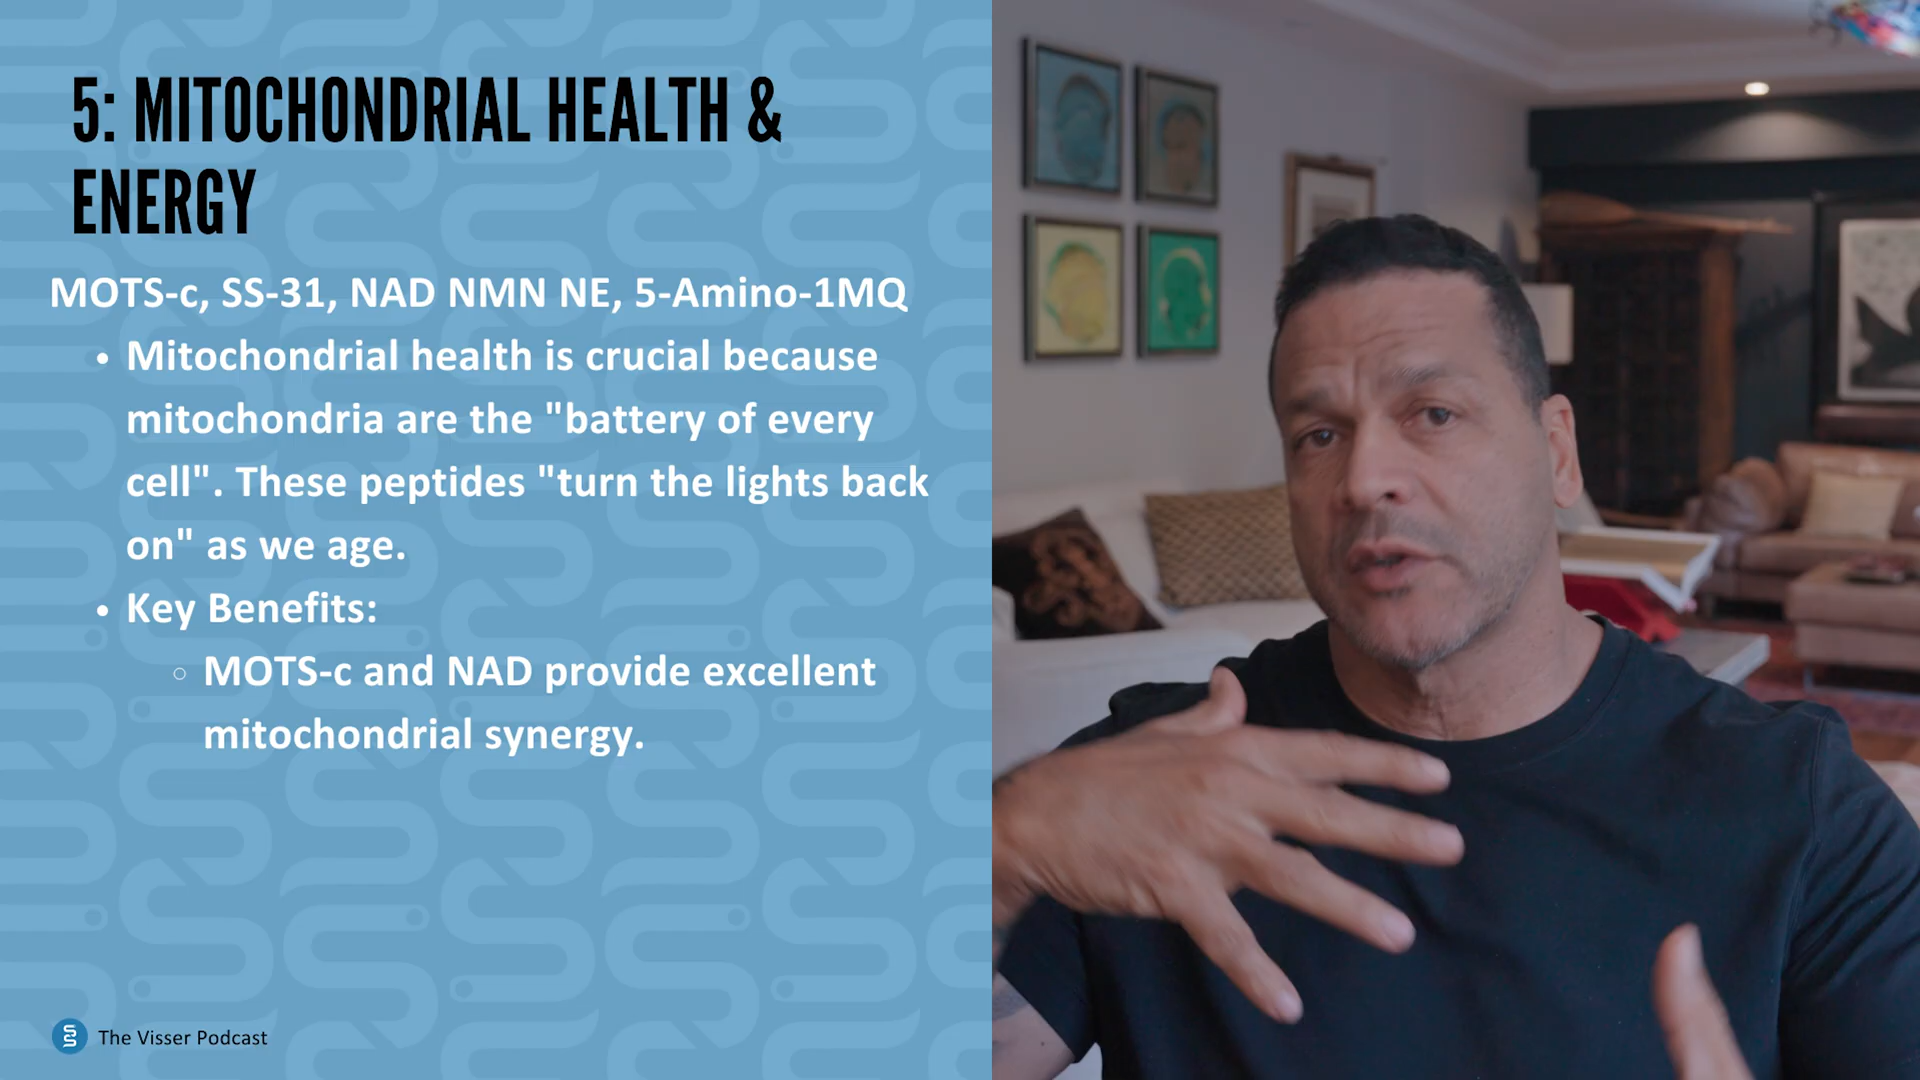 5: MITOCHONDRIAL HEALTH &
ENERGY
MOTS-c, SS-31, NAD NMN NE, 5-Amino-1MQ
• Mitochondrial health is crucial because
mitochondria are the "battery of every
cell". These peptides "turn the lights back
on" as we age.
• Key Benefits:
○ MOTS-c and NAD provide excellent
mitochondrial synergy.
The Visser Podcast